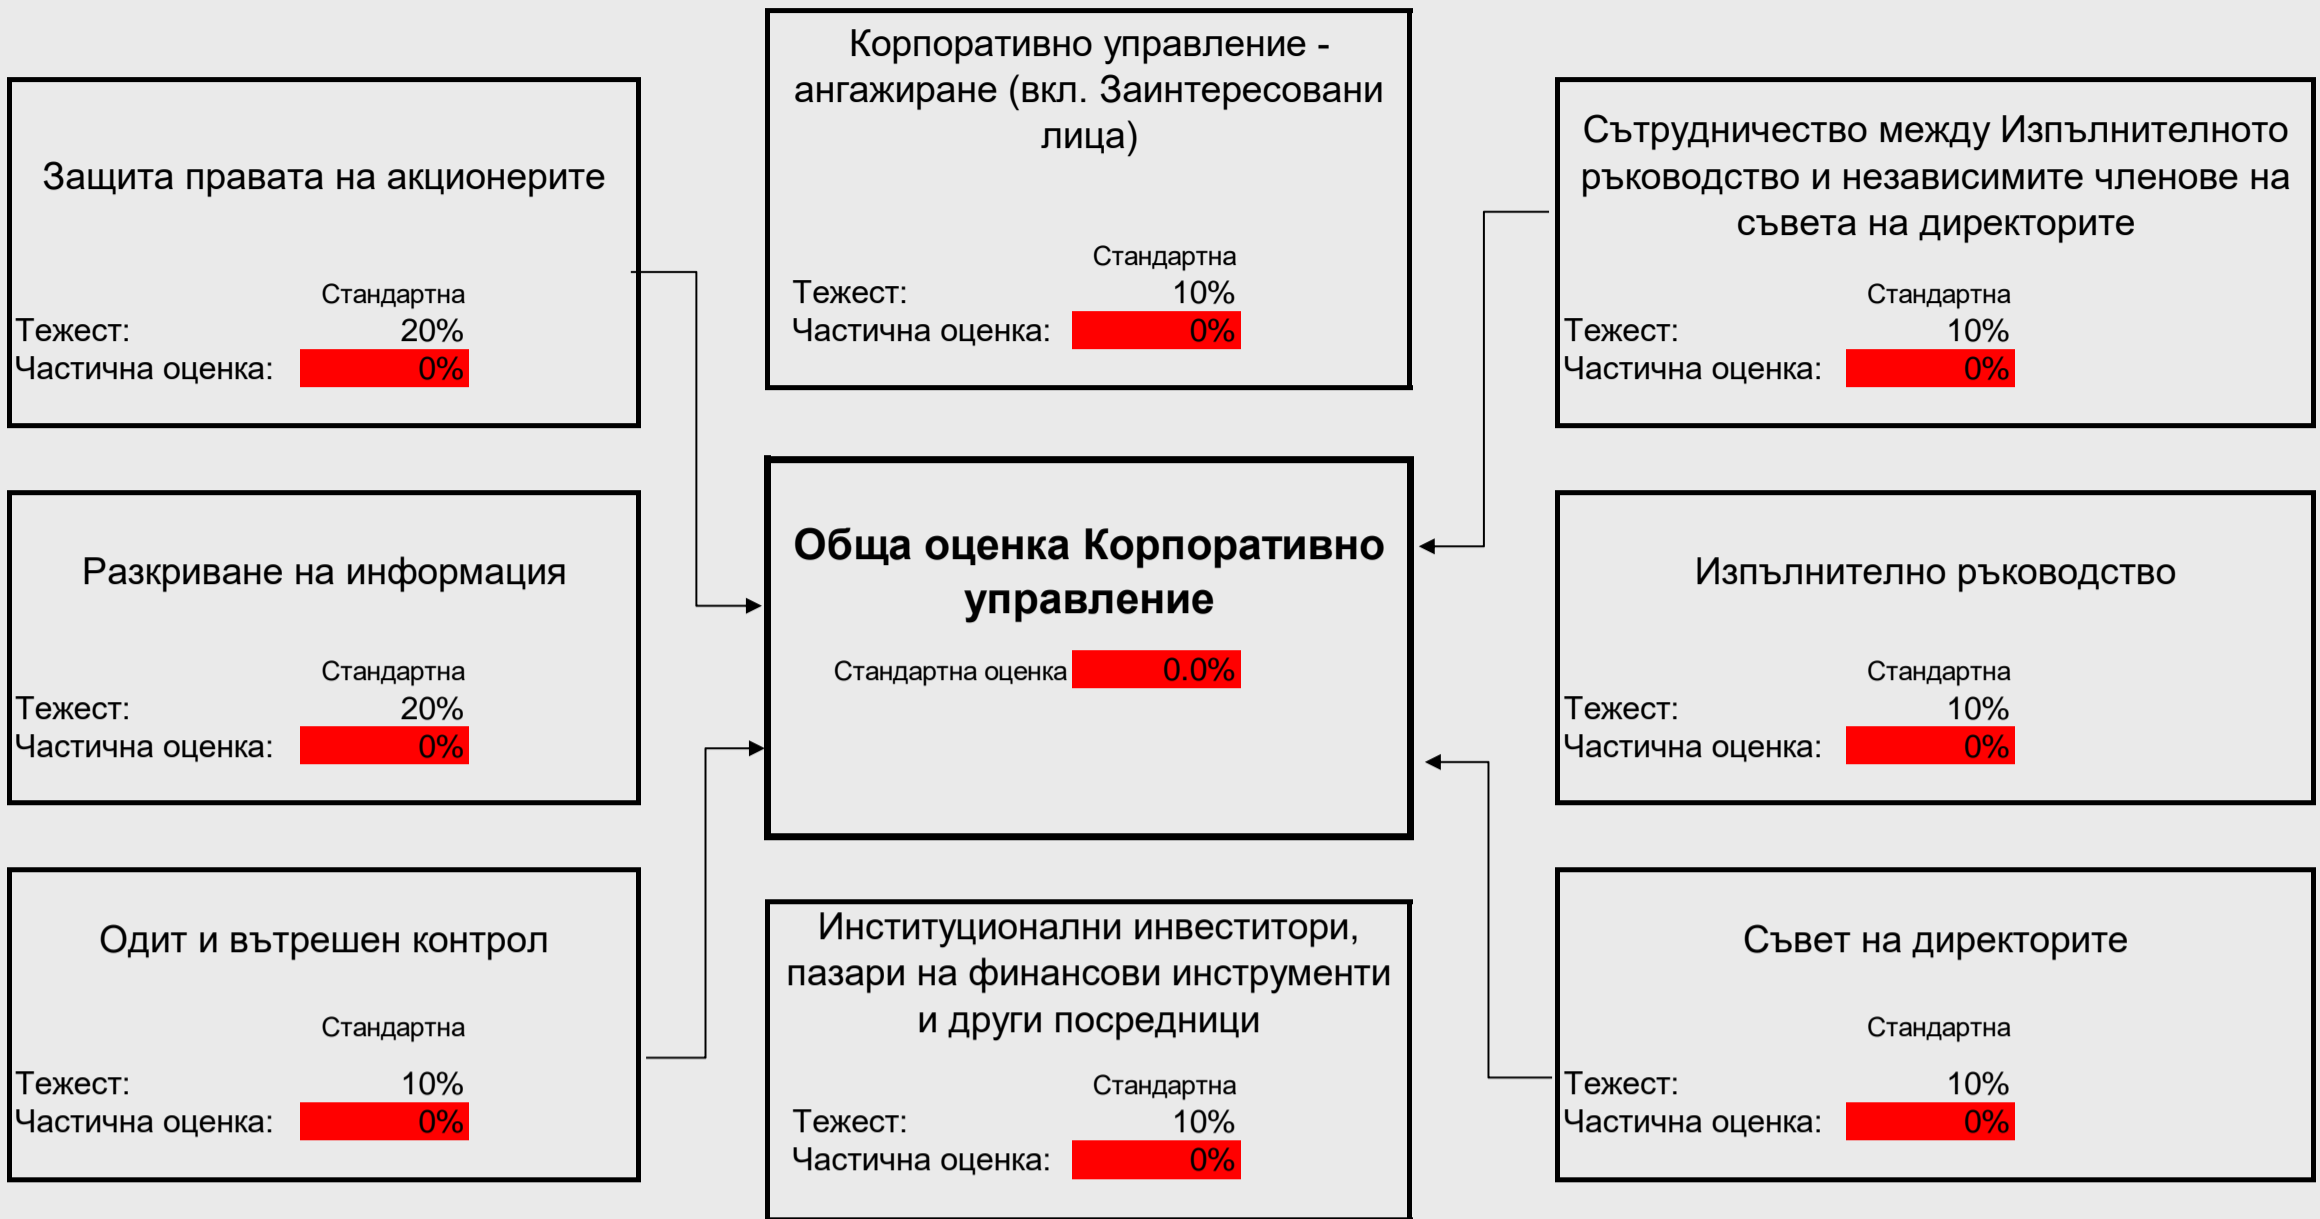 Корпоративно управление -
ангажиране (вкл. Заинтересовани
лица)
Стандартна
Тежест: 10%
Частична оценка: 0%
Защита правата на акционерите
Стандартна
Тежест: 20%
Частична оценка: 0%
Сътрудничество между Изпълнителното
ръководство и независимите членове на
съвета на директорите
Стандартна
Тежест: 10%
Частична оценка: 0%
Разкриване на информация
Стандартна
Тежест: 20%
Частична оценка: 0%
Обща оценка Корпоративно
управление
Стандартна оценка 0.0%
Изпълнително ръководство
Стандартна
Тежест: 10%
Частична оценка: 0%
Одит и вътрешен контрол
Стандартна
Тежест: 10%
Частична оценка: 0%
Институционални инвеститори,
пазари на финансови инструменти
и други посредници
Стандартна
Тежест: 10%
Частична оценка: 0%
Съвет на директорите
Стандартна
Тежест: 10%
Частична оценка: 0%